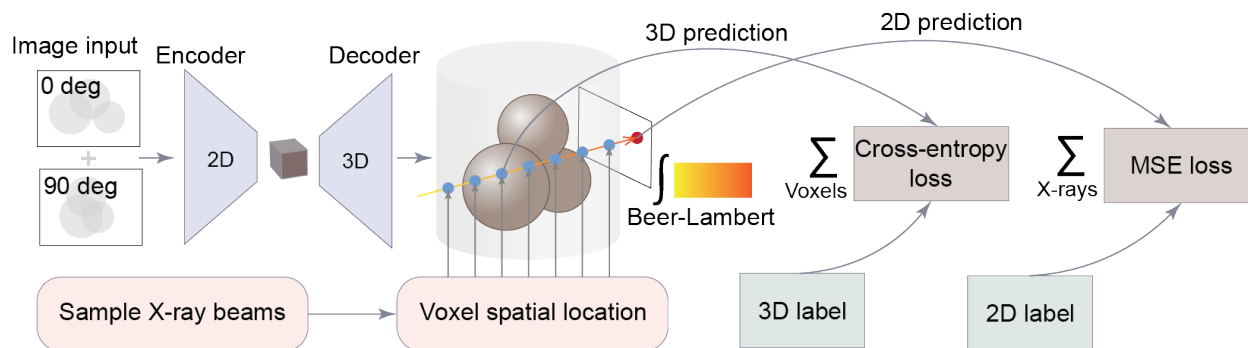 Image input
0 deg
+
90 deg
Encoder
2D
Decoder
3D
3D prediction
2D prediction
∫
Beer-Lambert
∑
Voxels
Cross-entropy
loss
∑
X-rays
MSE loss
Sample X-ray beams
Voxel spatial location
3D label
2D label